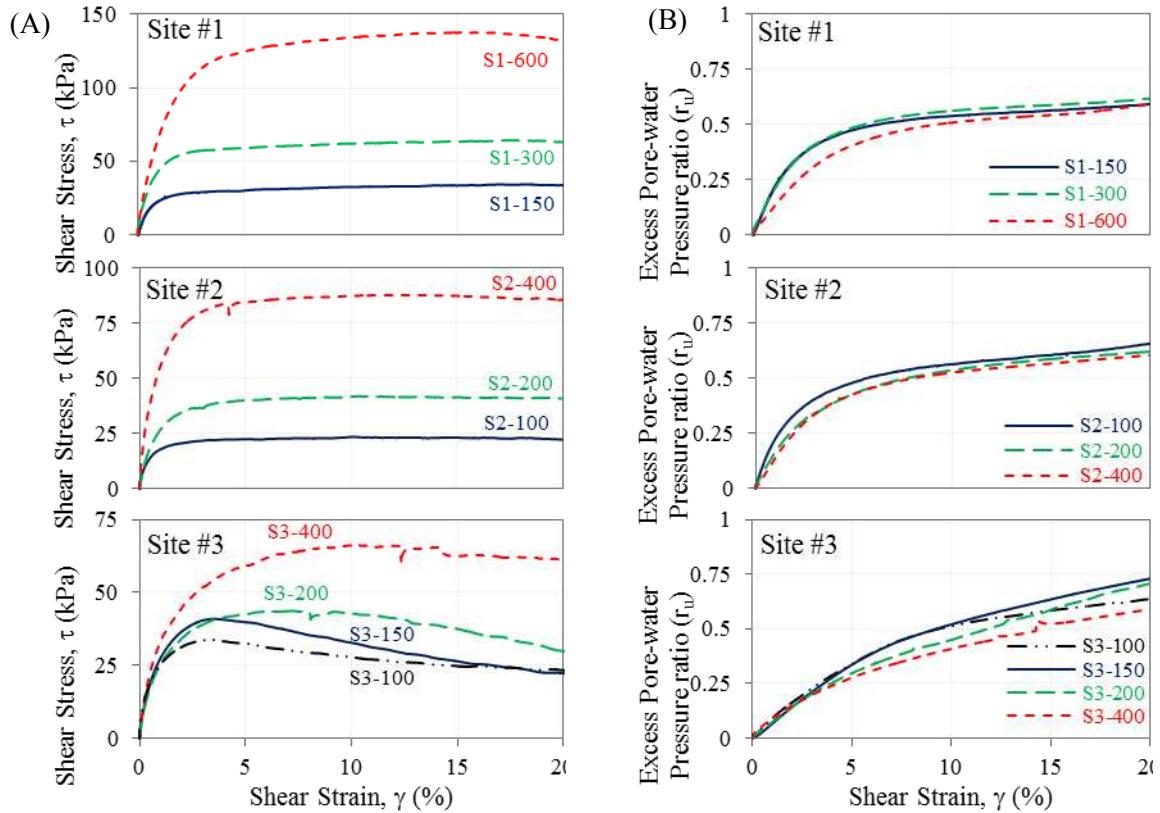 (A)
Shear Stress, τ (kPa)
150
100
50
0
Site #1
S1-600
S1-300
S1-150
Shear Stress, τ (kPa)
100
75
50
25
0
Site #2
S2-400
S2-200
S2-100
Shear Stress, τ (kPa)
75
50
25
0
Site #3
S3-400
S3-200
S3-150
S3-100
0 5 10 15 20
Shear Strain, γ (%)
(B)
Excess Pore-water
Pressure ratio (rᵤ)
1
0.75
0.5
0.25
0
Site #1
S1-150
S1-300
S1-600
Excess Pore-water
Pressure ratio (rᵤ)
1
0.75
0.5
0.25
0
Site #2
S2-100
S2-200
S2-400
Excess Pore-water
Pressure ratio (rᵤ)
1
0.75
0.5
0.25
0
Site #3
S3-100
S3-150
S3-200
S3-400
0 5 10 15 20
Shear Strain, γ (%)